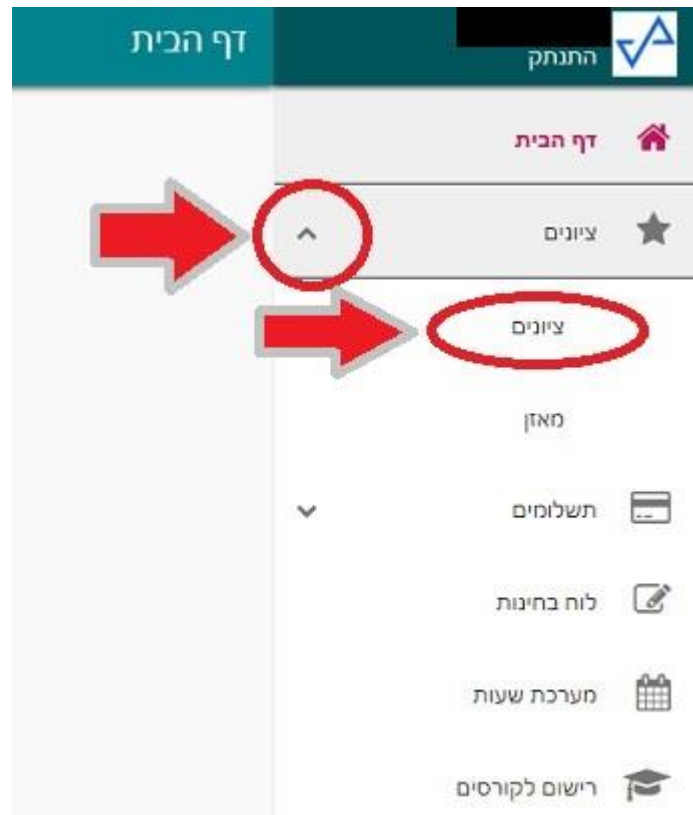 דף הבית
התנתק
דף הבית
ציונים
ציונים
מאזן
תשלומים
לוח בחינות
מערכת שעות
רישום לקורסים